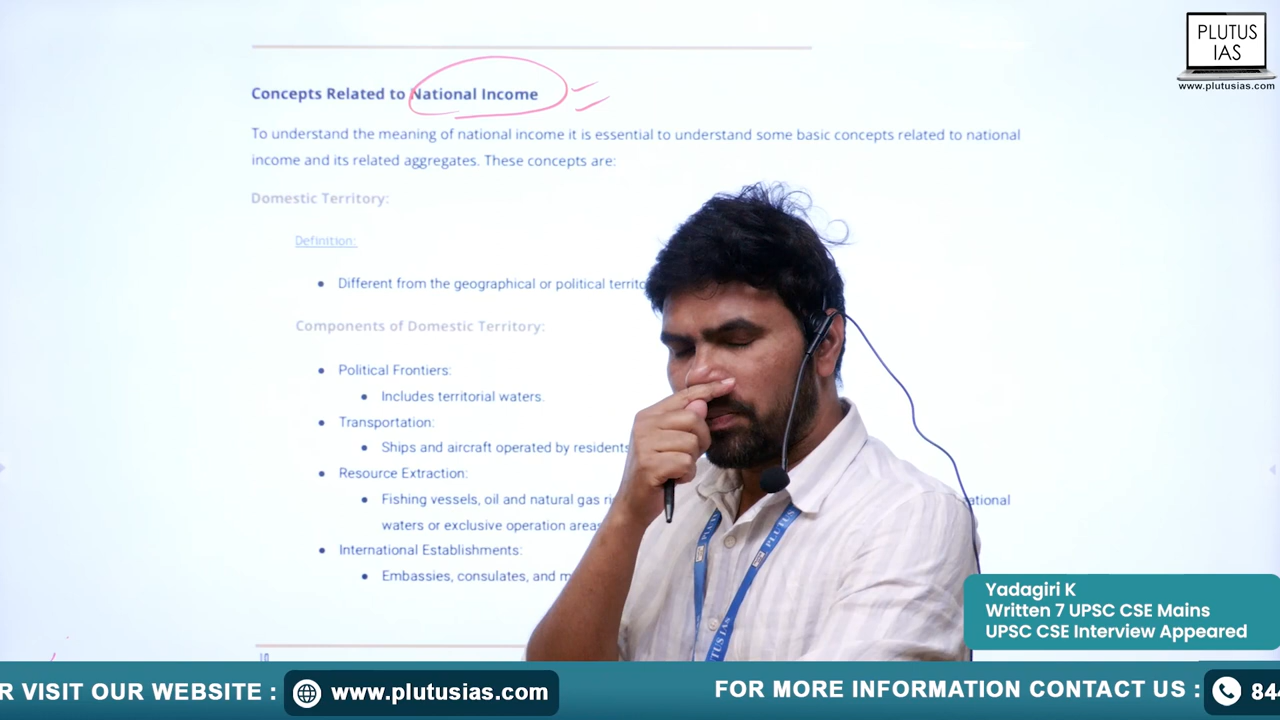 PLUTUS
IAS
www.plutusias.com
Concepts Related to National Income
To understand the meaning of national income it is essential to understand some basic concepts related to national
income and its related aggregates. These concepts are:
Domestic Territory:
Definition:
Different from the geographical or political
Components of Domestic Territory:
Political Frontiers:
Includes territorial waters.
Transportation:
Ships and aircraft operated by residents
Resource Extraction:
Fishing vessels, oil and natural gas
waters or exclusive operation areas
International Establishments:
Embassies, consulates, and
PLUTUS
Yadagiri K
Written 7 UPSC CSE Mains
UPSC CSE Interview Appeared
R VISIT OUR WEBSITE : www.plutusias.com FOR MORE INFORMATION CONTACT US : 844